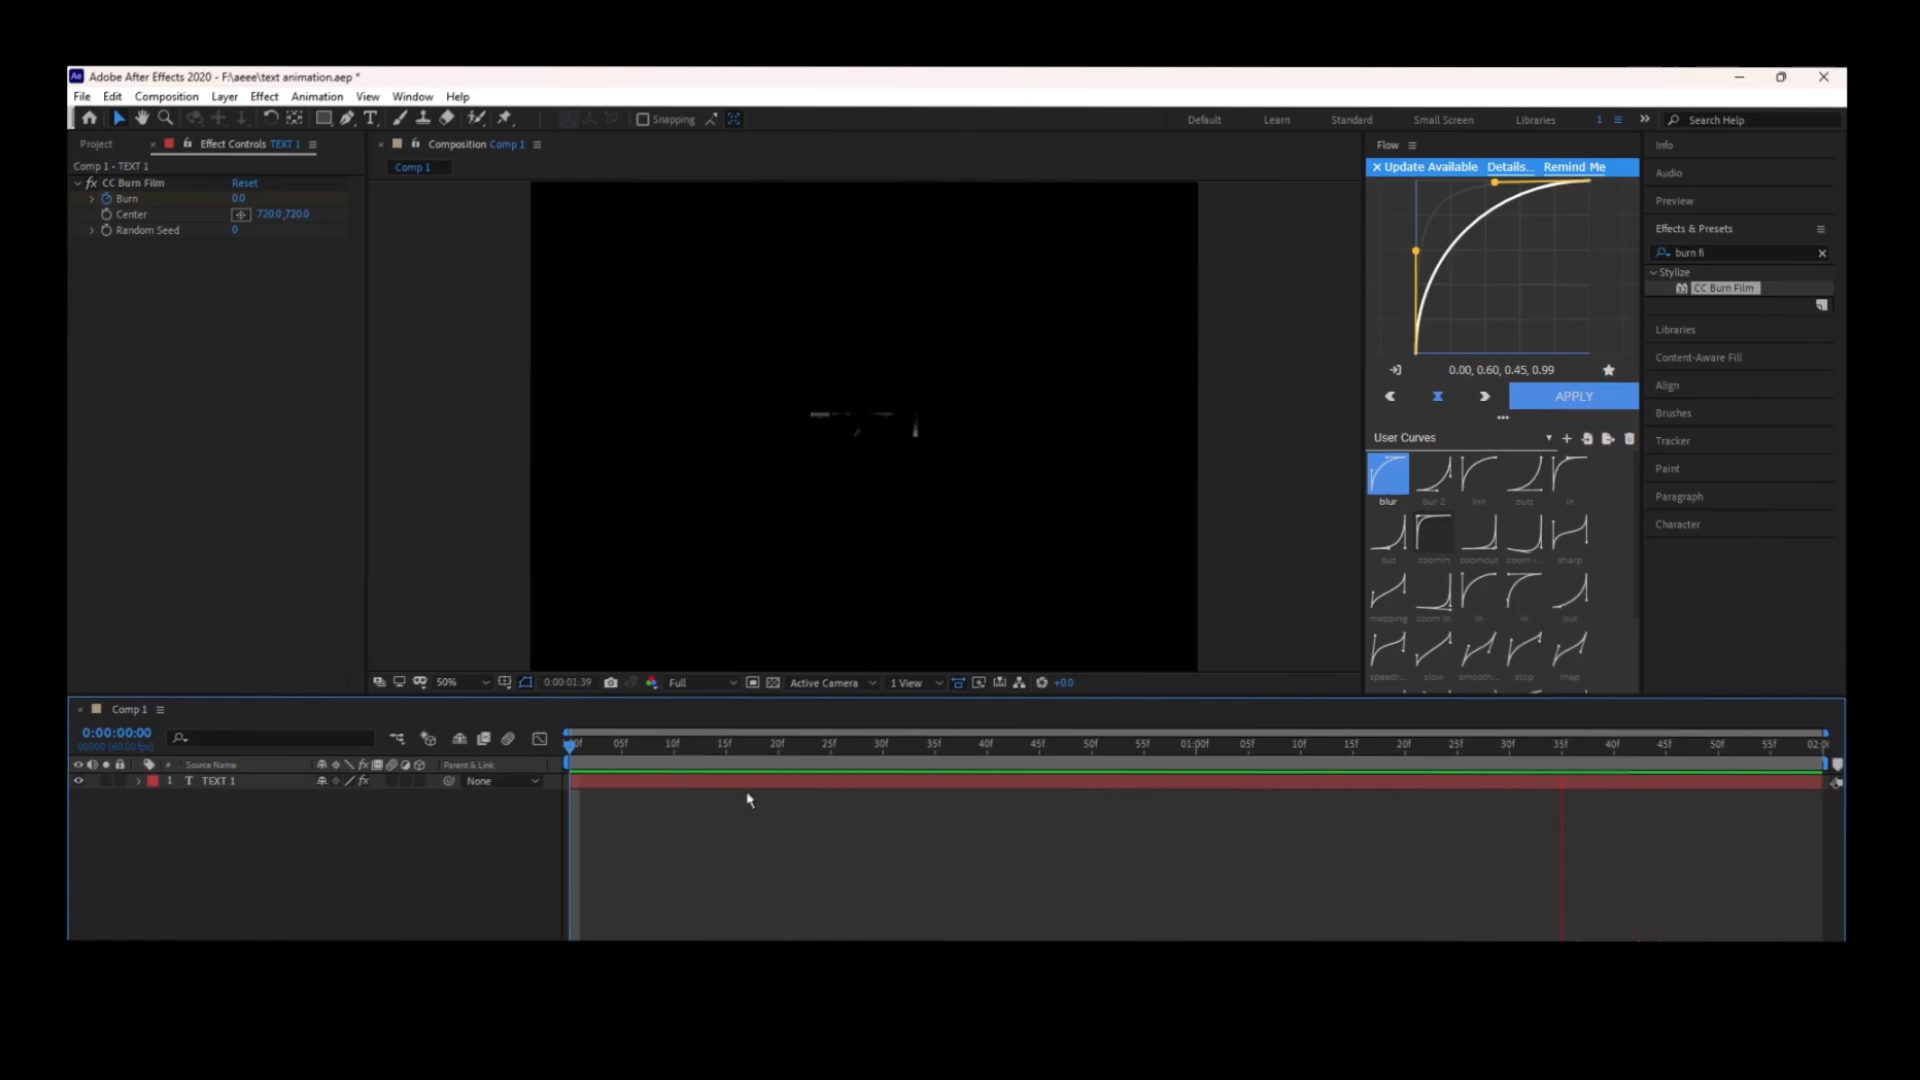 Adobe After Effects 2020 - F:\aeee\text animation.aep *
File Edit Composition Layer Effect Animation View Window Help
Snapping
Default Learn Standard Small Screen Libraries 1 Search Help
Project Effect Controls TEXT 1
Composition Comp 1
Flow
Info
Comp 1 • TEXT 1
Comp 1
Update Available Details... Remind Me
Audio
fx CC Burn Film Reset
Burn 0.0
Center 720.0,720.0
Random Seed 0
Preview
Effects & Presets
burn fi
Stylize
CC Burn Film
Libraries
Content-Aware Fill
0.00, 0.60, 0.45, 0.99
Align
APPLY
Brushes
User Curves
Tracker
Paint
Paragraph
Character
blur bur 2 inn outt in
out zoomin zoomout zoom i... sharp
mepping zoom in in in out
speedr... slow smooth... stop map
50% 0:00:01:39 Full Active Camera 1 View +0.0
Comp 1
0:00:00:00
00000 (60.00 fps)
05f 10f 15f 20f 25f 30f 35f 40f 45f 50f 55f 01:00f 05f 10f 15f 20f 25f 30f 35f 40f 45f 50f 55f 02:0
# Source Name fx Parent & Link
1 T TEXT 1 fx None